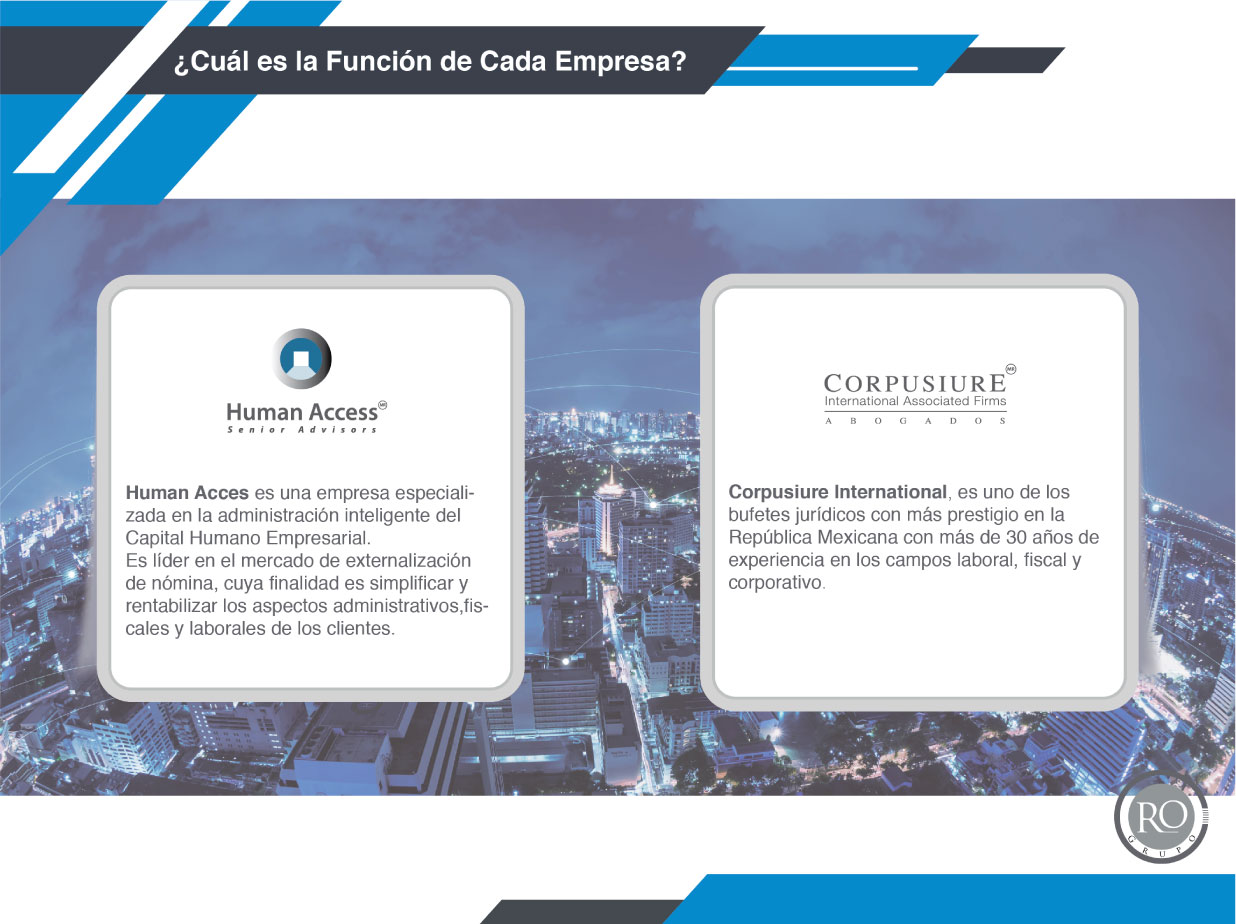 ¿Cuál es la Función de Cada Empresa?
Human Access MR
Senior Advisors
Human Acces es una empresa especiali-
zada en la administración inteligente del
Capital Humano Empresarial.
Es líder en el mercado de externalización
de nómina, cuya finalidad es simplificar y
rentabilizar los aspectos administrativos,fis-
cales y laborales de los clientes.
CORPUSIURE MR
International Associated Firms
ABOGADOS
Corpusiure International, es uno de los
bufetes jurídicos con más prestigio en la
República Mexicana con más de 30 años de
experiencia en los campos laboral, fiscal y
corporativo.
RO
GRUPO